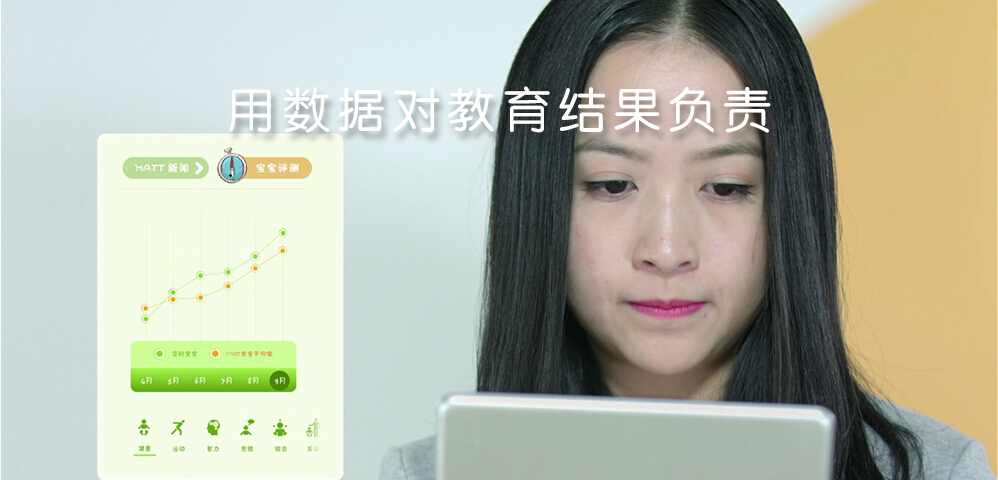 用数据对教育结果负责
MATT 新闻
宝宝评测
您的宝宝
MATT宝宝平均值
4月 5月 6月 7月 8月 9月
健康 运动 智力 思维 综合